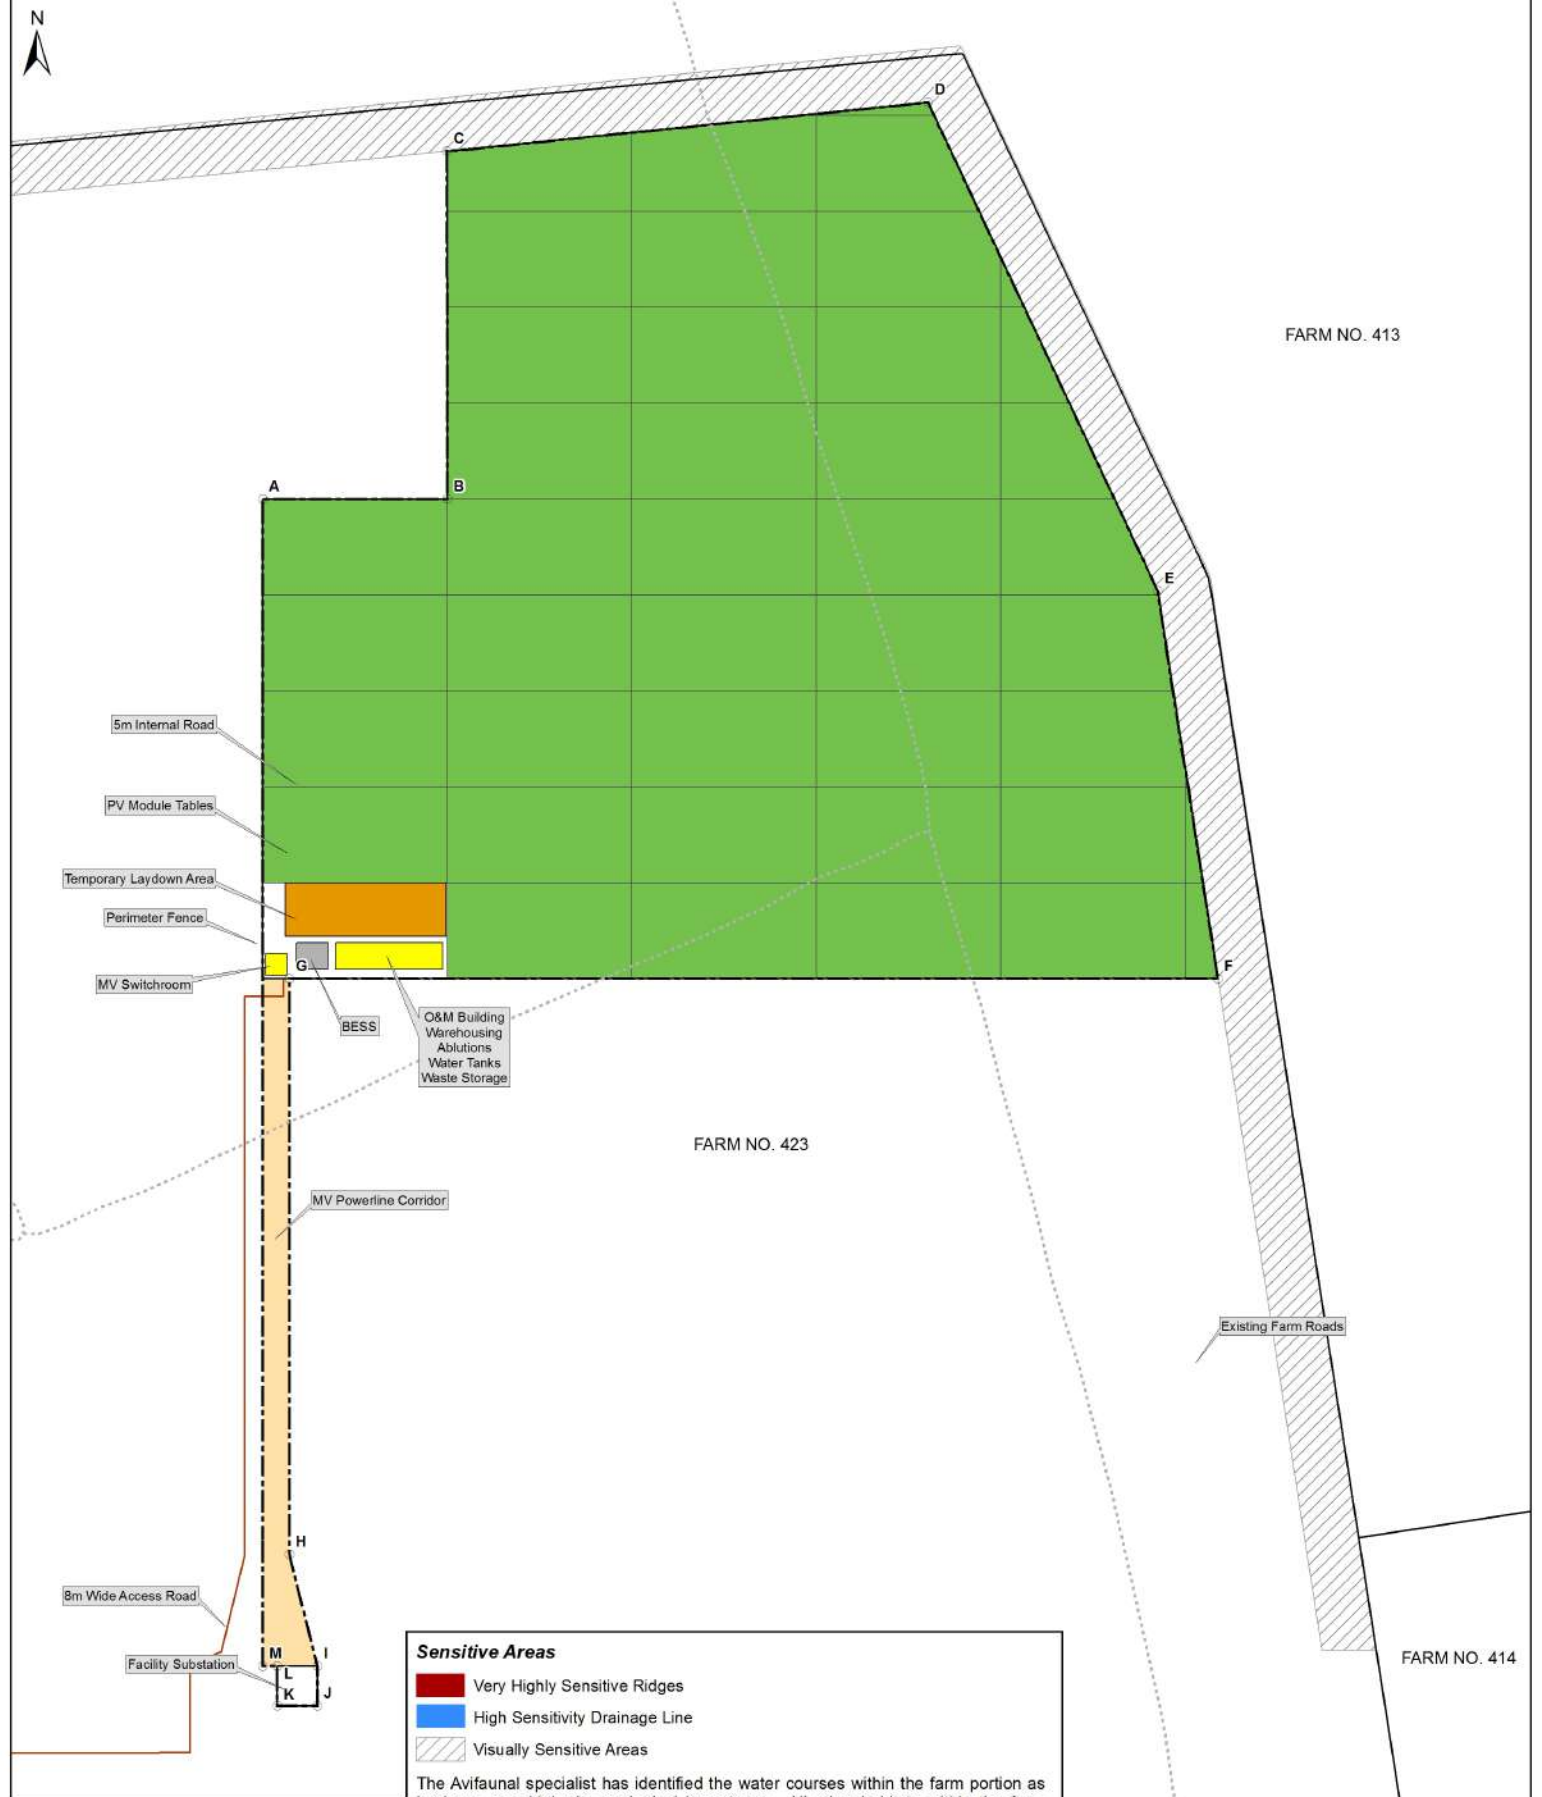 N
D
C
FARM NO. 413
A
B
E
5m Internal Road
PV Module Tables
Temporary Laydown Area
Perimeter Fence
MV Switchroom
G
F
BESS
O&M Building
Warehousing
Ablutions
Water Tanks
Waste Storage
FARM NO. 423
MV Powerline Corridor
Existing Farm Roads
H
8m Wide Access Road
M
I
Facility Substation
L
K
J
FARM NO. 414
Sensitive Areas
Very Highly Sensitive Ridges
High Sensitivity Drainage Line
Visually Sensitive Areas
The Avifaunal specialist has identified the water courses within the farm portion as